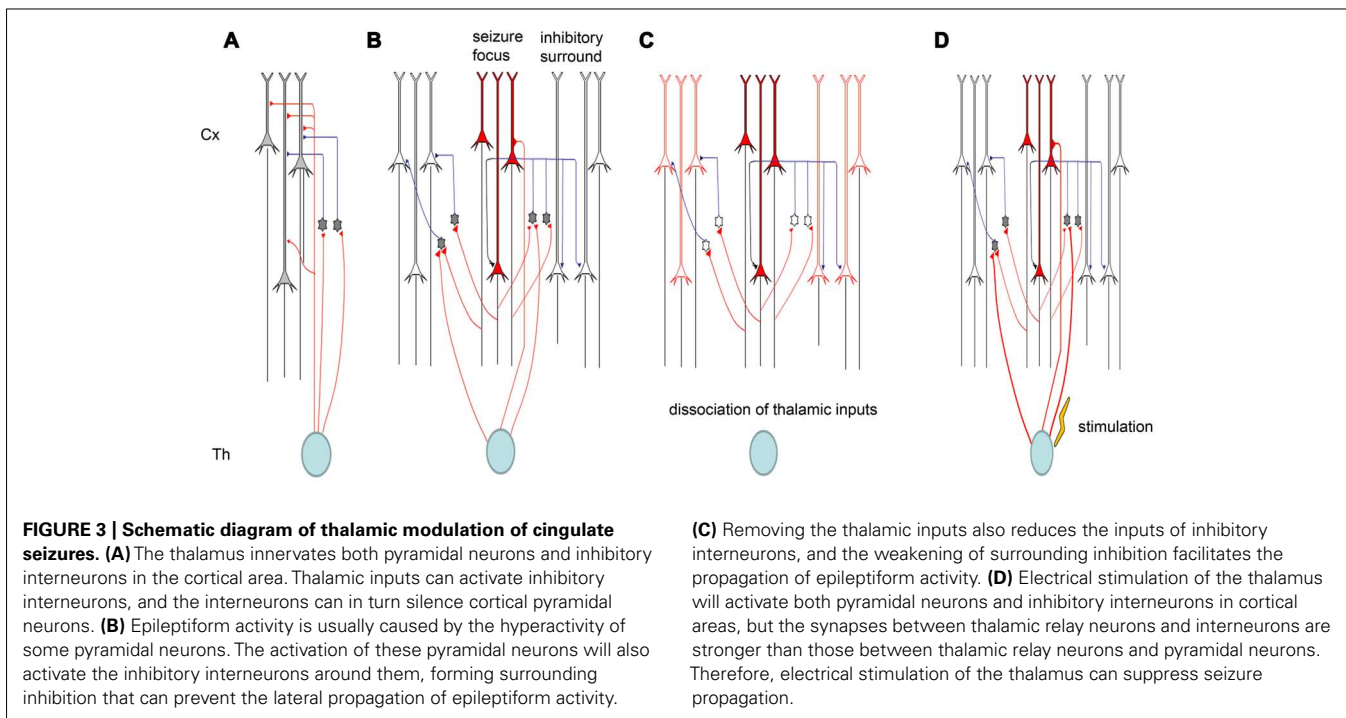 A
B
seizure
focus
inhibitory
surround
C
D
Cx
dissociation of thalamic inputs
stimulation
Th
FIGURE 3 | Schematic diagram of thalamic modulation of cingulate
seizures. (A) The thalamus innervates both pyramidal neurons and inhibitory
interneurons in the cortical area. Thalamic inputs can activate inhibitory
interneurons, and the interneurons can in turn silence cortical pyramidal
neurons. (B) Epileptiform activity is usually caused by the hyperactivity of
some pyramidal neurons. The activation of these pyramidal neurons will also
activate the inhibitory interneurons around them, forming surrounding
inhibition that can prevent the lateral propagation of epileptiform activity.
(C) Removing the thalamic inputs also reduces the inputs of inhibitory
interneurons, and the weakening of surrounding inhibition facilitates the
propagation of epileptiform activity. (D) Electrical stimulation of the thalamus
will activate both pyramidal neurons and inhibitory interneurons in cortical
areas, but the synapses between thalamic relay neurons and interneurons are
stronger than those between thalamic relay neurons and pyramidal neurons.
Therefore, electrical stimulation of the thalamus can suppress seizure
propagation.